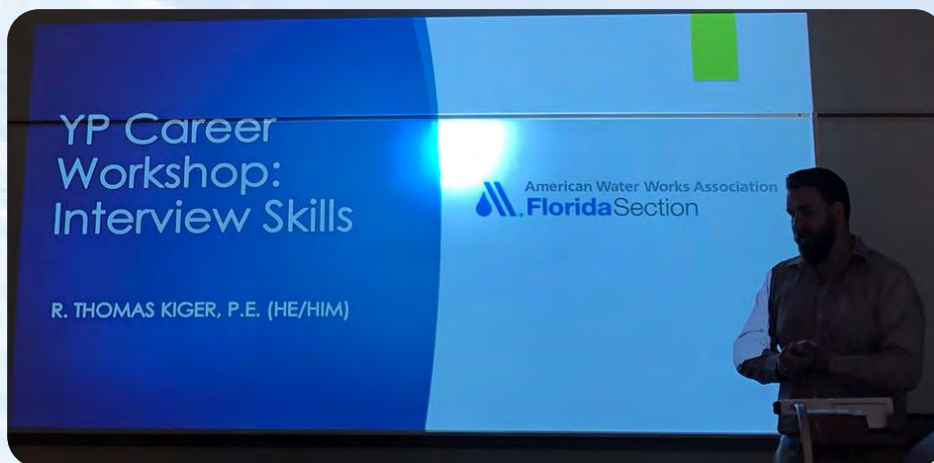 YP Career
Workshop:
Interview Skills
R. THOMAS KIGER, P.E. (HE/HIM)
American Water Works Association
FloridaSection